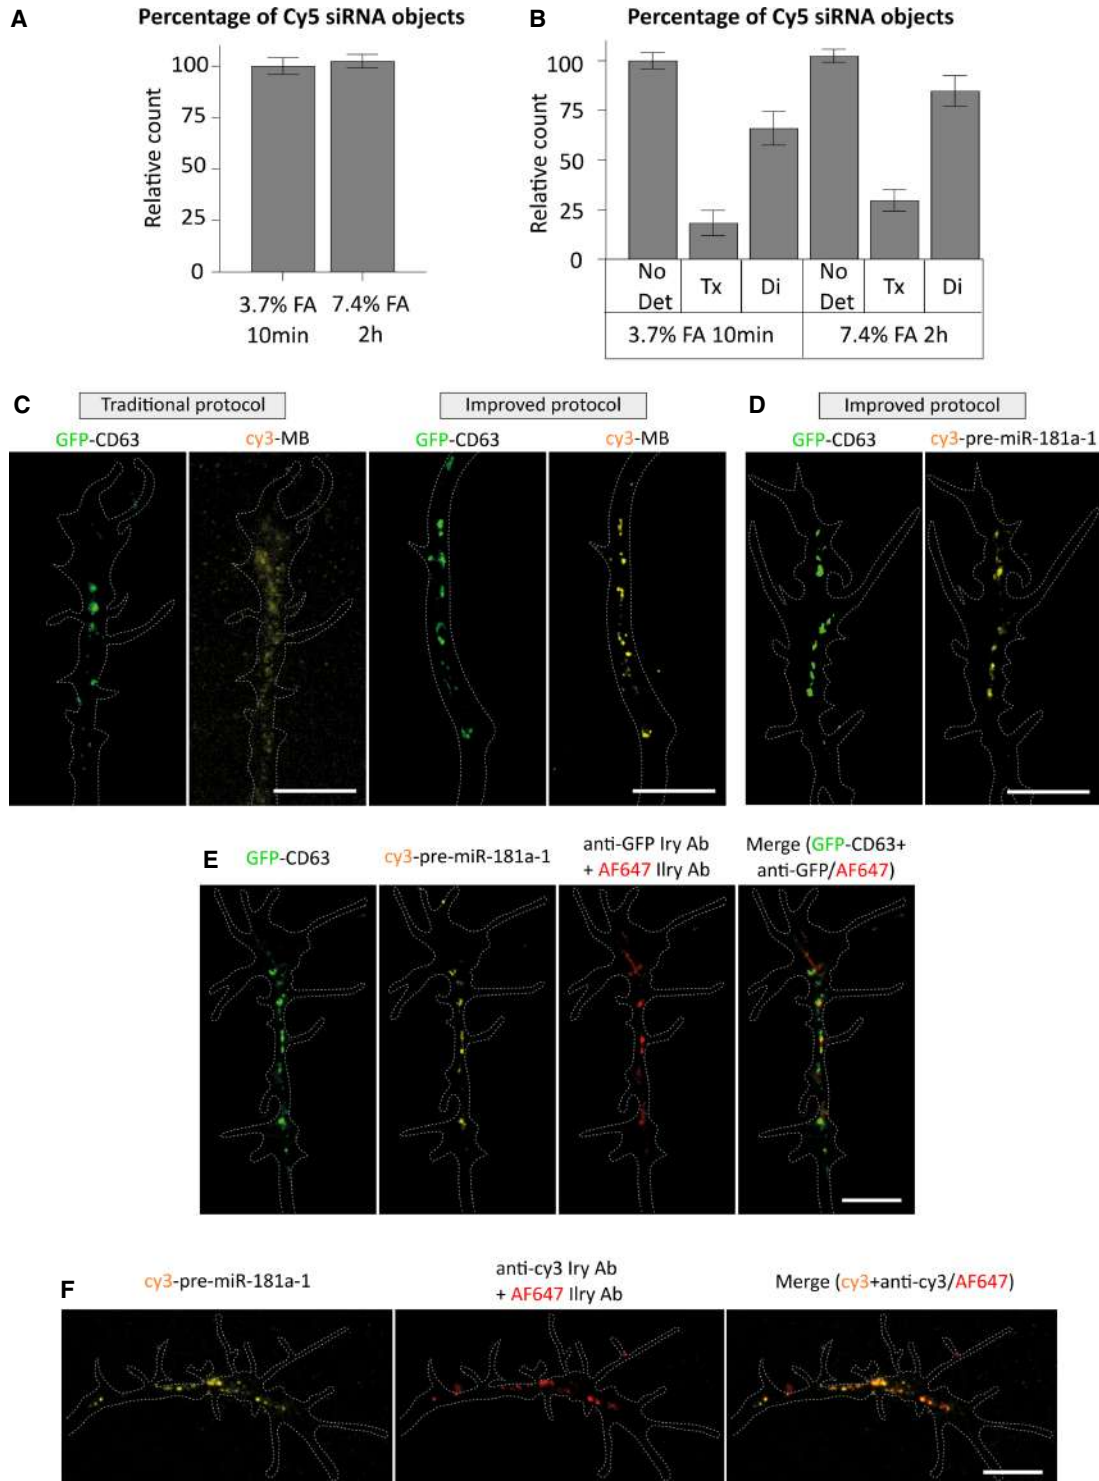 A
Percentage of Cy5 siRNA objects
Relative count
100
75
50
25
0
3.7% FA
10min
7.4% FA
2h
B
Percentage of Cy5 siRNA objects
Relative count
100
75
50
25
0
No
Det
Tx
Di
No
Det
Tx
Di
3.7% FA 10min
7.4% FA 2h
C
Traditional protocol
Improved protocol
GFP-CD63
cy3-MB
GFP-CD63
cy3-MB
D
Improved protocol
GFP-CD63
cy3-pre-miR-181a-1
E
GFP-CD63
cy3-pre-miR-181a-1
anti-GFP Iry Ab
+ AF647 IIry Ab
Merge (GFP-CD63+
anti-GFP/AF647)
F
cy3-pre-miR-181a-1
anti-cy3 Iry Ab
+ AF647 IIry Ab
Merge (cy3+anti-cy3/AF647)